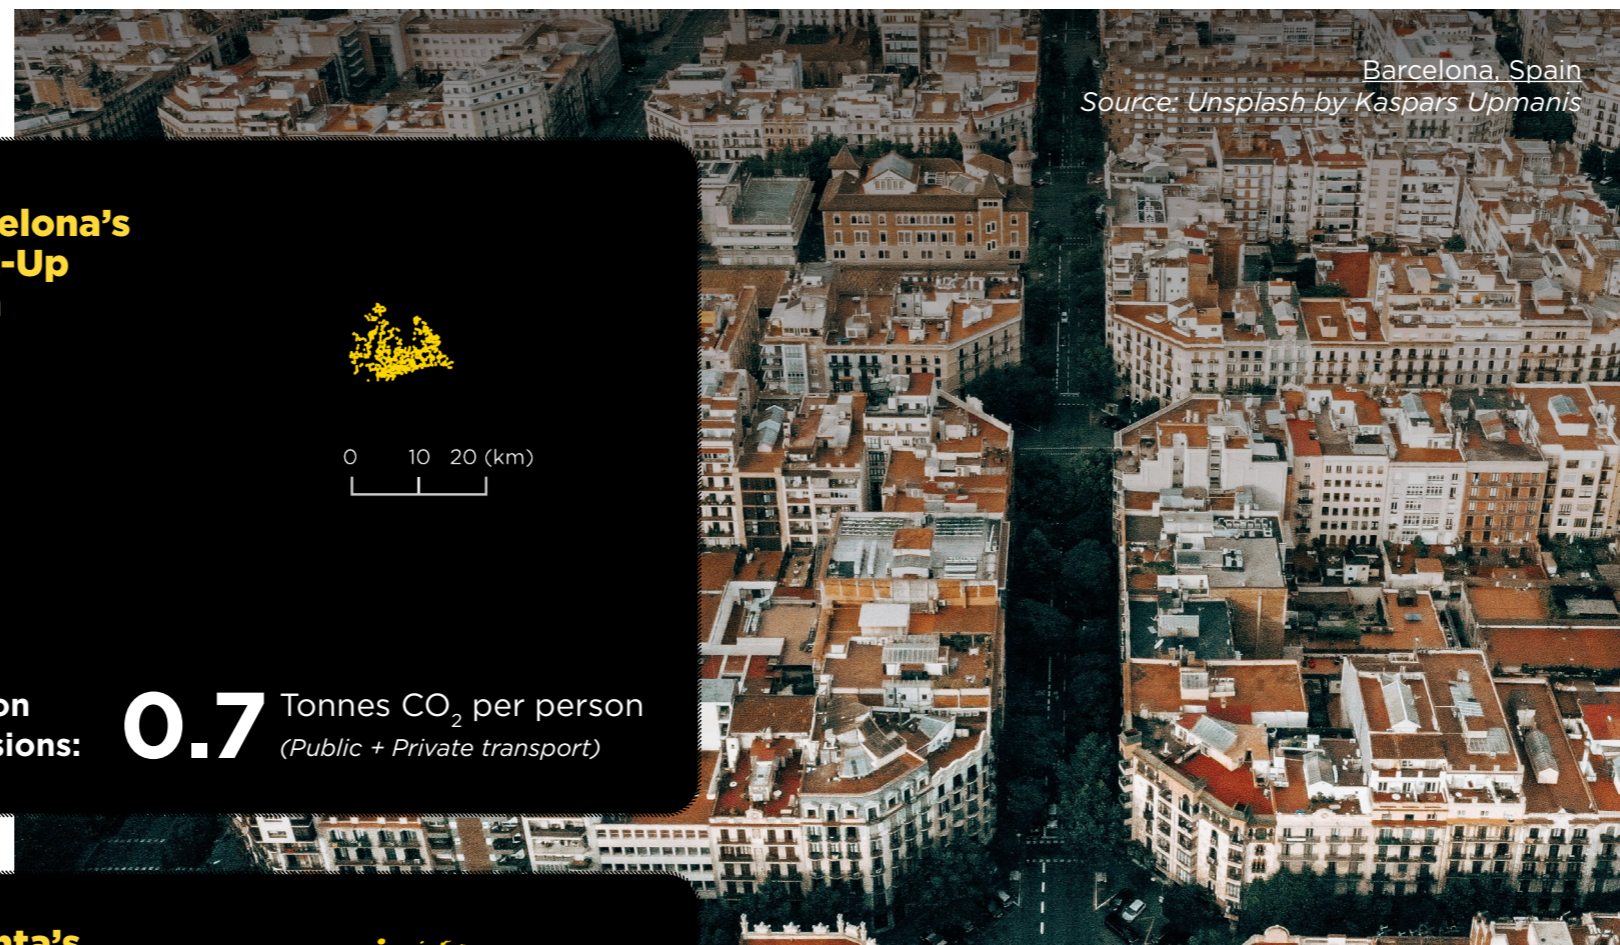 Barcelona, Spain
Source: Unsplash by Kaspars Upmanis
elona’s
-Up
0 10 20 (km)
on
sions:
0.7 Tonnes CO₂ per person
(Public + Private transport)
nta’s